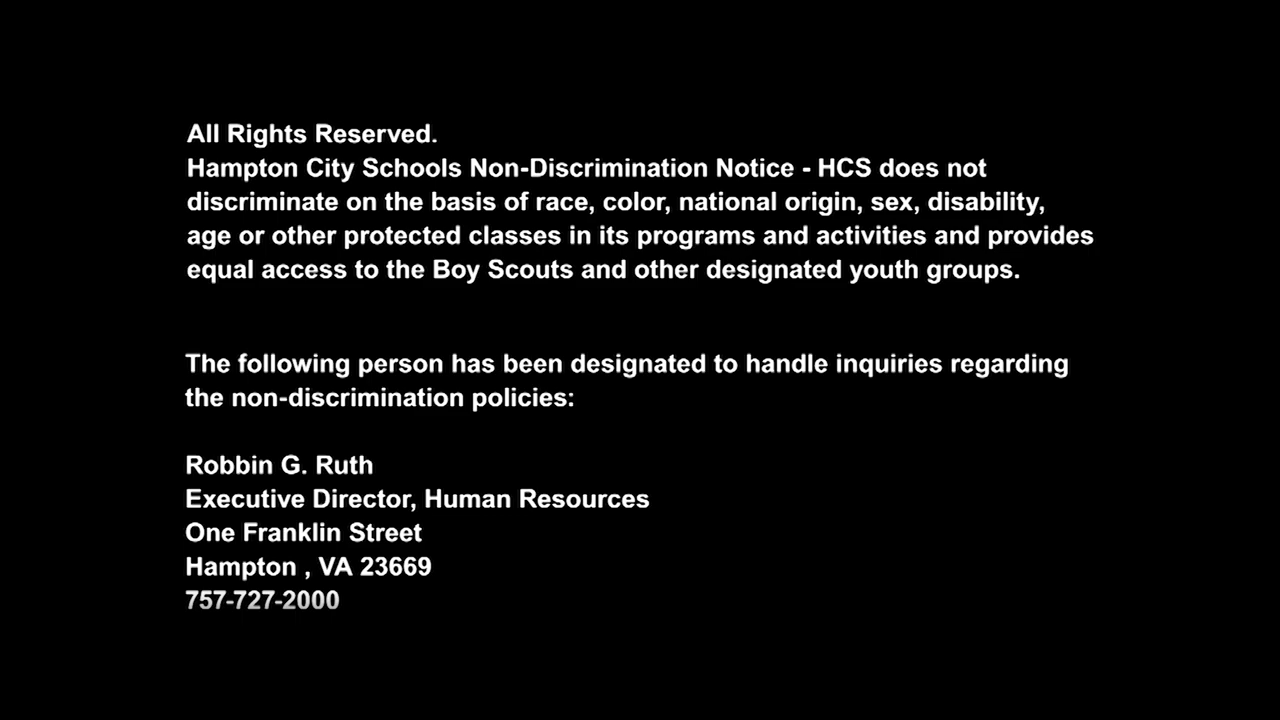 All Rights Reserved.
Hampton City Schools Non-Discrimination Notice - HCS does not
discriminate on the basis of race, color, national origin, sex, disability,
age or other protected classes in its programs and activities and provides
equal access to the Boy Scouts and other designated youth groups.
The following person has been designated to handle inquiries regarding
the non-discrimination policies:
Robbin G. Ruth
Executive Director, Human Resources
One Franklin Street
Hampton , VA 23669
757-727-2000